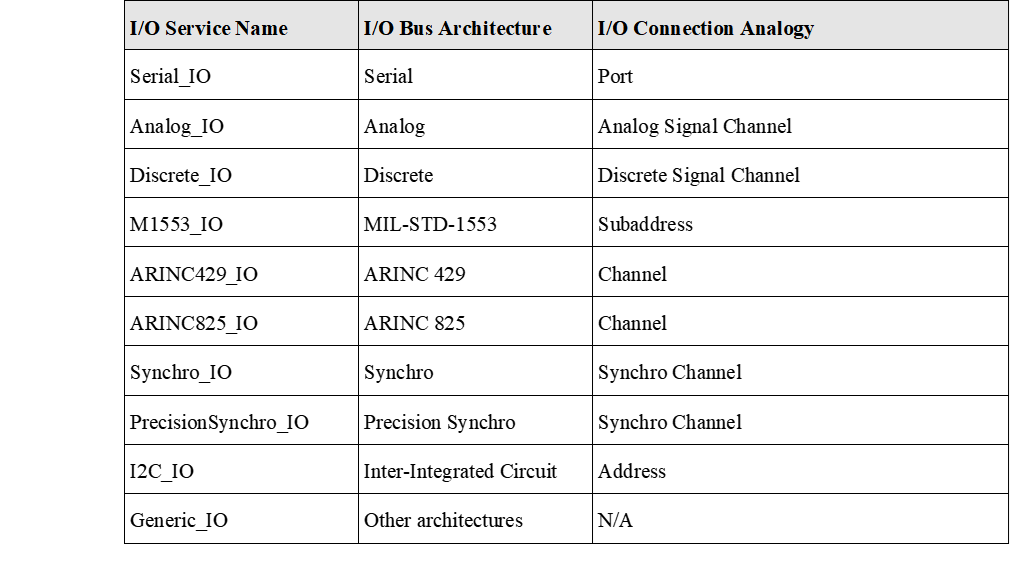 I/O Service Name I/O Bus Architecture I/O Connection Analogy
Serial_IO Serial Port
Analog_IO Analog Analog Signal Channel
Discrete_IO Discrete Discrete Signal Channel
M1553_IO MIL-STD-1553 Subaddress
ARINC429_IO ARINC 429 Channel
ARINC825_IO ARINC 825 Channel
Synchro_IO Synchro Synchro Channel
PrecisionSynchro_IO Precision Synchro Synchro Channel
I2C_IO Inter-Integrated Circuit Address
Generic_IO Other architectures N/A